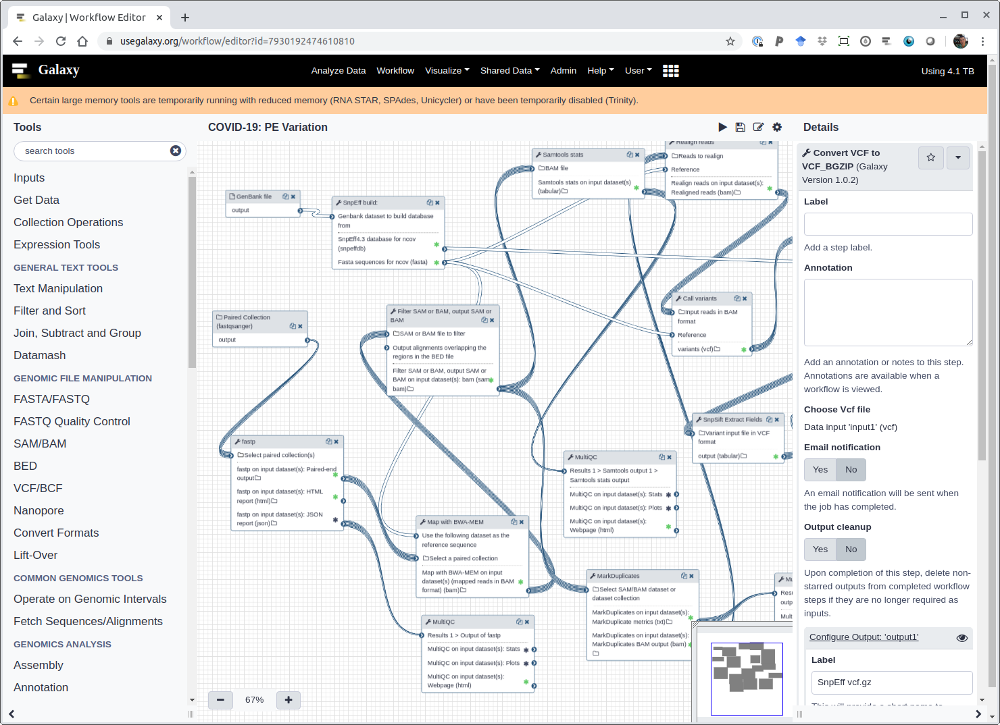 Galaxy | Workflow Editor
usegalaxy.org/workflow/editor?id=7930192474610810
Galaxy
Analyze Data
Workflow
Visualize
Shared Data
Admin
Help
User
Using 4.1 TB
Certain large memory tools are temporarily running with reduced memory (RNA STAR, SPAdes, Unicycler) or have been temporarily disabled (Trinity).
Tools
search tools
Inputs
Get Data
Collection Operations
Expression Tools
GENERAL TEXT TOOLS
Text Manipulation
Filter and Sort
Join, Subtract and Group
Datamash
GENOMIC FILE MANIPULATION
FASTA/FASTQ
FASTQ Quality Control
SAM/BAM
BED
VCF/BCF
Nanopore
Convert Formats
Lift-Over
COMMON GENOMICS TOOLS
Operate on Genomic Intervals
Fetch Sequences/Alignments
GENOMICS ANALYSIS
Assembly
Annotation
COVID-19: PE Variation
GenBank file
output
SnpEff build:
Genbank dataset to build database
from
SnpEff4.3 database for ncov
(snpeffdb)
Fasta sequences for ncov (fasta)
Samtools stats
BAM file
Samtools stats on input dataset(s)
(tabular)
Realign reads
Reads to realign
Reference
Realign reads on input dataset(s):
Realigned reads (bam)
Paired Collection
(fastqsanger)
output
Filter SAM or BAM, output SAM or
BAM
SAM or BAM file to filter
Output alignments overlapping the
regions in the BED file
Filter SAM or BAM, output SAM or
BAM on input dataset(s): bam (sam,
bam)
Call variants
Input reads in BAM
format
Reference
variants (vcf)
SnpSift Extract Fields
Variant input file in VCF
format
output (tabular)
fastp
Select paired collection(s)
fastp on input dataset(s): Paired-end
output
fastp on input dataset(s): HTML
report (html)
fastp on input dataset(s): JSON
report (json)
MultiQC
Results 1 > Samtools output 1 >
Samtools stats output
MultiQC on input dataset(s): Stats
MultiQC on input dataset(s): Plots
MultiQC on input dataset(s):
Webpage (html)
Map with BWA-MEM
Use the following dataset as the
reference sequence
Select a paired collection
Map with BWA-MEM on input
dataset(s) (mapped reads in BAM
format) (bam)
MarkDuplicates
Select SAM/BAM dataset or
dataset collection
MarkDuplicates on input dataset(s):
MarkDuplicate metrics (txt)
MarkDuplicates on input dataset(s):
MarkDuplicates BAM output (bam)
MultiQC
Results 1 > Output of fastp
MultiQC on input dataset(s): Stats
MultiQC on input dataset(s): Plots
MultiQC on input dataset(s):
Webpage (html)
67%
Details
Convert VCF to
VCF_BGZIP (Galaxy
Version 1.0.2)
Label
Add a step label.
Annotation
Add an annotation or notes to this step.
Annotations are available when a
workflow is viewed.
Choose Vcf file
Data input 'input1' (vcf)
Email notification
Yes No
An email notification will be sent when
the job has completed.
Output cleanup
Yes No
Upon completion of this step, delete non-
starred outputs from completed workflow
steps if they are no longer required as
inputs.
Configure Output: 'output1'
Label
SnpEff vcf.gz